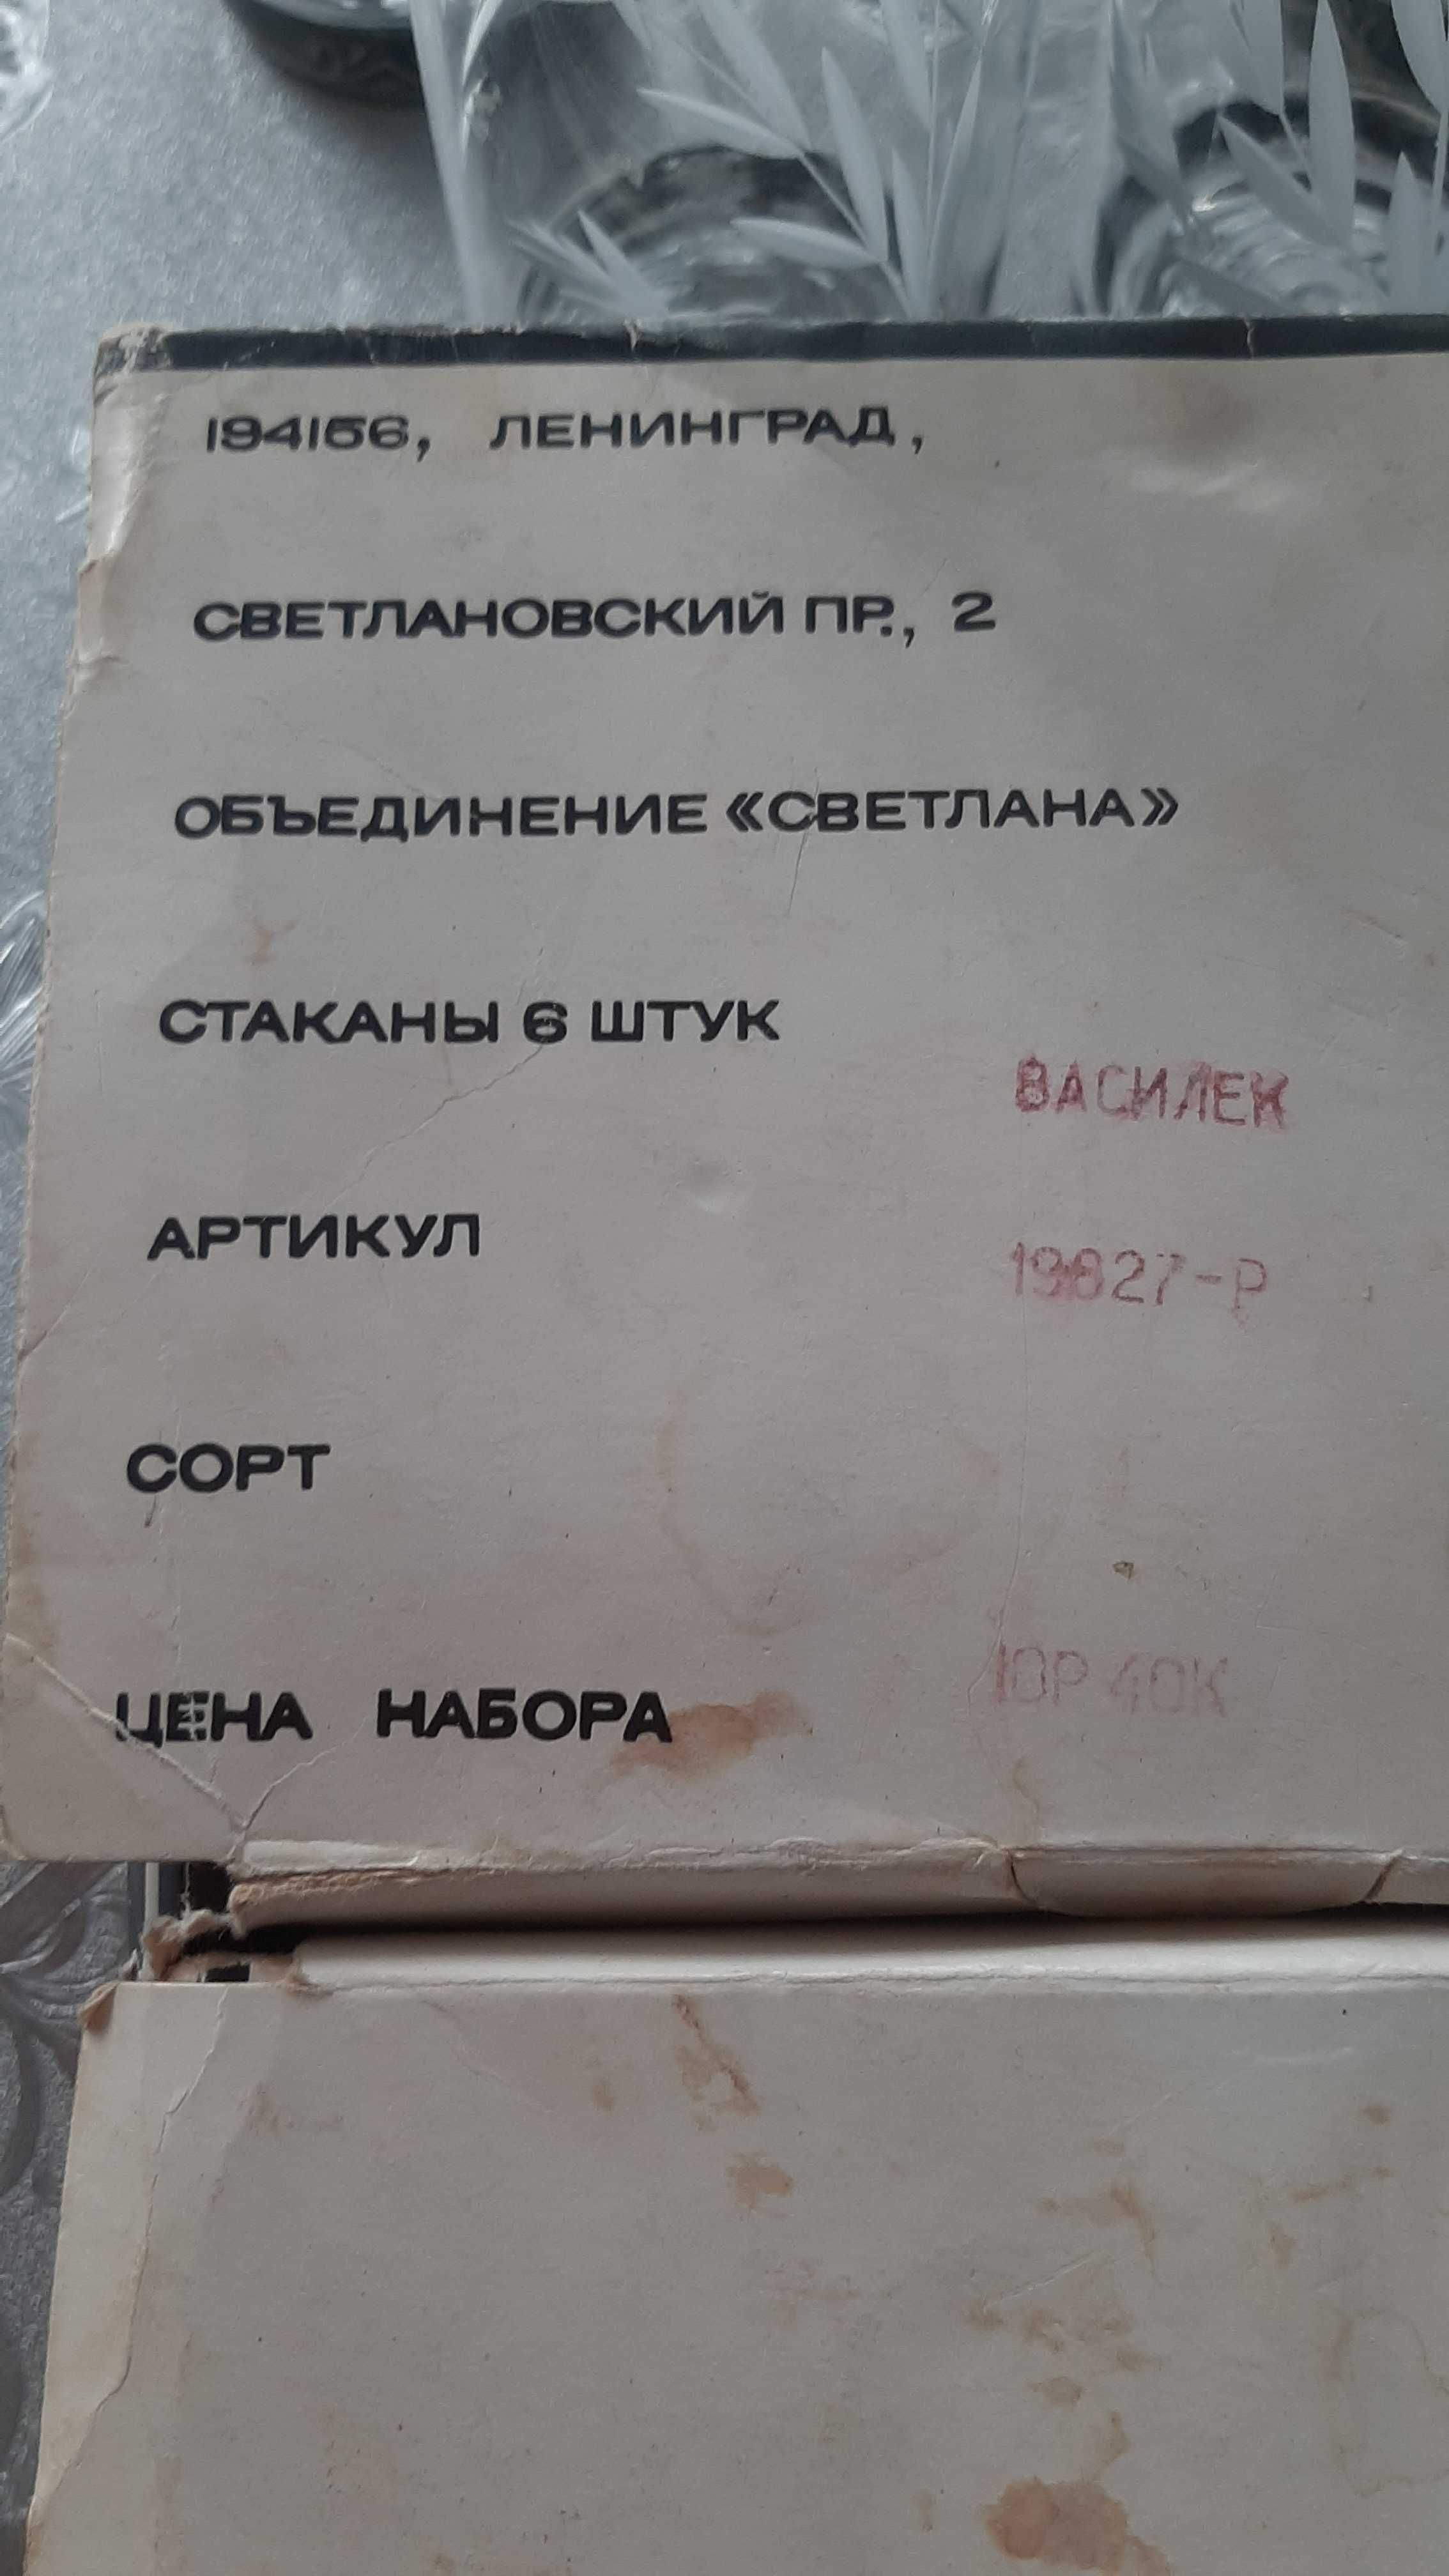 194156, ЛЕНИНГРАД,
СВЕТЛАНОВСКИЙ ПР., 2
ОБЪЕДИНЕНИЕ «СВЕТЛАНА»
СТАКАНЫ 6 ШТУК
ВАСИЛЕК
АРТИКУЛ 19827-Р
СОРТ
ЦЕНА НАБОРА 10Р 40К